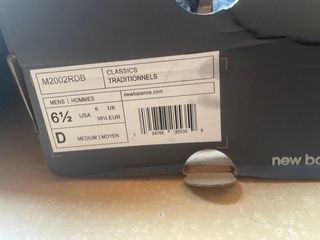 M2002RDB
CLASSICS
TRADITIONNELS
MENS | HOMMES
newbalance.com
6½ USA 6 UK
39½ EUR
D MEDIUM | MOYEN
new ba